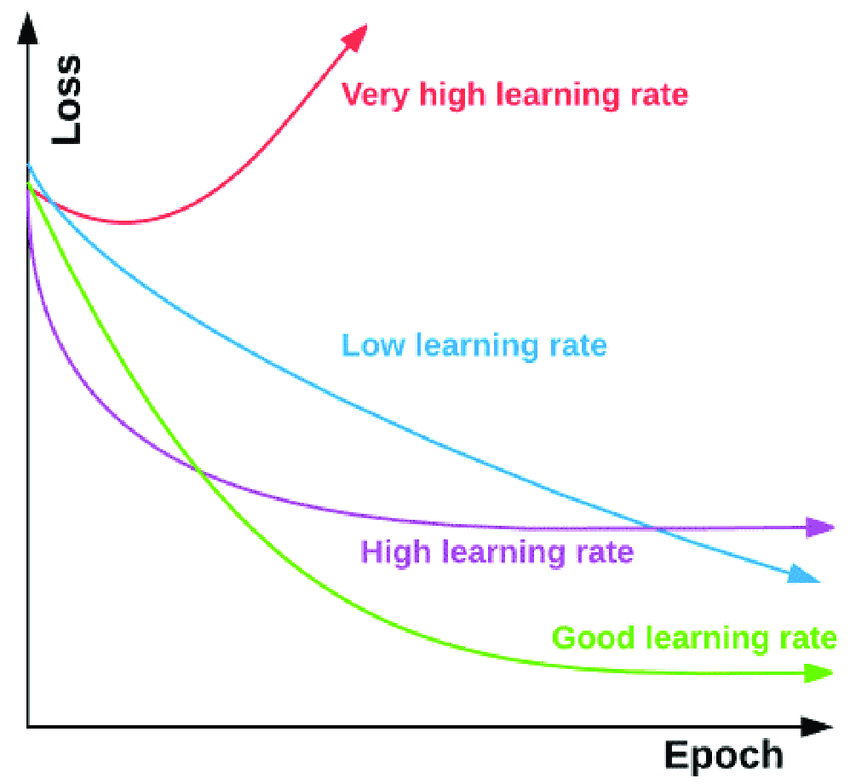 Loss
Very high learning rate
Low learning rate
High learning rate
Good learning rate
Epoch